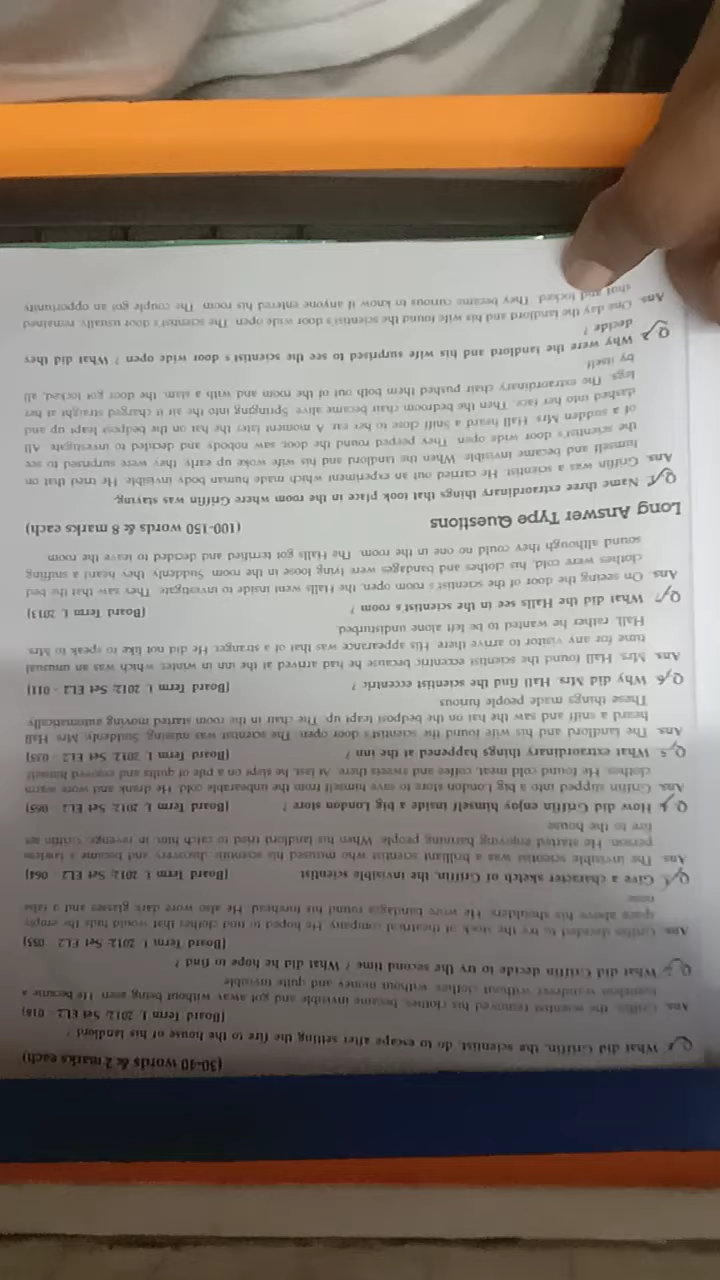 (30-40 words & 2 marks each)
Q.1. What did Griffin, the scientist, do to escape after setting the fire to the house of his landlord ?
[Board Term I, 2012, Set EL2 - 018]
Ans. Griffin, the scientist removed his clothes, became invisible and got away without being seen. He became a
homeless wanderer without clothes, without money and quite invisible.
Q.2. What did Griffin decide to try the second time ? What did he hope to find ?
[Board Term I, 2012, Set EL2 - 055]
Ans. Griffin decided to try the stock of theatrical company. He hoped to find clothes that would hide the empty
space above his shoulders. He wore bandages round his forehead. He also wore dark glasses and a false
nose.
Q.3. Give a character sketch of Griffin, the invisible scientist. [Board Term I, 2012, Set EL2 - 064]
Ans. The invisible scientist was a brilliant scientist who misused his scientific discovery and became a lawless
person. He started enjoying harming people. When his landlord tried to catch him, in revenge, Griffin set
fire to the house.
Q.4. How did Griffin enjoy himself inside a big London store ? [Board Term I, 2012, Set EL2 - 065]
Ans. Griffin slipped into a big London store to save himself from the unbearable cold. He drank and wore warm
clothes. He found cold meat, coffee and sweets there. At last, he slept on a pile of quilts and enjoyed himself.
Q.5. What extraordinary things happened at the inn ? [Board Term I, 2012, Set EL2 - 035]
Ans. The landlord and his wife found the scientist's door open. The scientist was missing. Suddenly, Mrs. Hall
heard a sniff and saw the hat on the bedpost leapt up. The chair in the room started moving automatically.
These things made people furious.
Q.6. Why did Mrs. Hall find the scientist eccentric ? [Board Term I, 2012, Set EL2 - 011]
Ans. Mrs. Hall found the scientist eccentric because he had arrived at the inn in winter, which was an unusual
time for any visitor to arrive there. His appearance was that of a stranger. He did not like to speak to Mrs.
Hall, rather he wanted to be left alone undisturbed.
Q.7. What did the Halls see in the scientist's room ? [Board Term I, 2013]
Ans. On seeing the door of the scientist's room open, the Halls went inside to investigate. They saw that the bed
clothes were cold, his clothes and bandages were lying loose in the room. Suddenly, they heard a sniffing
sound although they could no one in the room. The Halls got terrified and decided to leave the room.
Long Answer Type Questions (100-150 words & 8 marks each)
Q.1. Name three extraordinary things that took place in the room where Griffin was staying.
Ans. Griffin was a scientist. He carried out an experiment which made human body invisible. He tried that on
himself and became invisible. When the landlord and his wife woke up early, they were surprised to see
the scientist's door wide open. They peeped round the door, saw nobody and decided to investigate. All
of a sudden Mrs. Hall heard a Sniff close to her ear. A moment later the hat on the bedpost leapt up and
dashed into her face. Then the bedroom chair became alive. Springing into the air it charged straight at her
legs. The extraordinary chair pushed them both out of the room and with a slam, the door got locked, all
by itself.
Q.2. Why were the landlord and his wife surprised to see the scientist's door wide open ? What did they
decide ?
Ans. One day the landlord and his wife found the scientist's door wide open. The scientist's door usually remained
shut and locked. They became curious to know if anyone entered his room. The couple got an opportunity